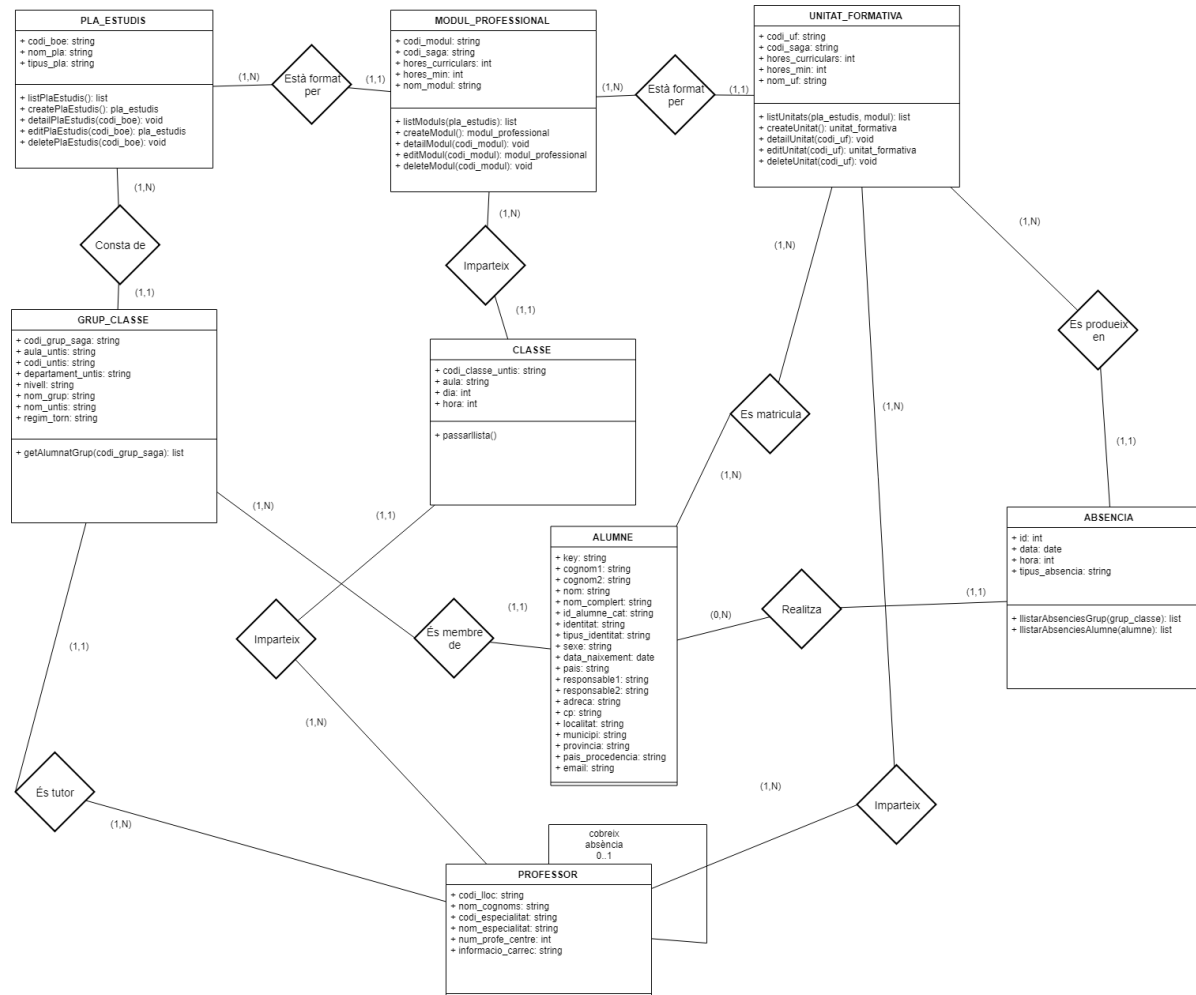 PLA_ESTUDIS
+ codi_boe: string
+ nom_pla: string
+ tipus_pla: string
+ listPlaEstudis(): list
+ createPlaEstudis(): pla_estudis
+ detailPlaEstudis(codi_boe): void
+ editPlaEstudis(codi_boe): pla_estudis
+ deletePlaEstudis(codi_boe): void
(1,N)
Està format
per
(1,1)
MODUL_PROFESSIONAL
+ codi_modul: string
+ codi_saga: string
+ hores_curriculars: int
+ hores_min: int
+ nom_modul: string
+ listModuls(pla_estudis): list
+ createModul(): modul_professional
+ detailModul(codi_modul): void
+ editModul(codi_modul): modul_professional
+ deleteModul(codi_modul): void
(1,N)
Està format
per
(1,1)
UNITAT_FORMATIVA
+ codi_uf: string
+ codi_saga: string
+ hores_curriculars: int
+ hores_min: int
+ nom_uf: string
+ listUnitats(pla_estudis, modul): list
+ createUnitat(): unitat_formativa
+ detailUnitat(codi_uf): void
+ editUnitat(codi_uf): unitat_formativa
+ deleteUnitat(codi_uf): void
(1,N)
Consta de
(1,1)
(1,N)
Imparteix
(1,1)
(1,N)
(1,N)
Es produeix
en
(1,1)
GRUP_CLASSE
+ codi_grup_saga: string
+ aula_untis: string
+ codi_untis: string
+ departament_untis: string
+ nivell: string
+ nom_grup: string
+ nom_untis: string
+ regim_torn: string
+ getAlumnatGrup(codi_grup_saga): list
CLASSE
+ codi_classe_untis: string
+ aula: string
+ dia: int
+ hora: int
+ passarllista()
Es matricula
(1,N)
(1,N)
(1,N)
(1,1)
ALUMNE
+ key: string
+ cognom1: string
+ cognom2: string
+ nom: string
+ nom_complert: string
+ id_alumne_cat: string
+ identitat: string
+ tipus_identitat: string
+ sexe: string
+ data_naixement: date
+ pais: string
+ responsable1: string
+ responsable2: string
+ adreca: string
+ cp: string
+ localitat: string
+ municipi: string
+ provincia: string
+ pais_procedencia: string
+ email: string
ABSENCIA
+ id: int
+ data: date
+ hora: int
+ tipus_absencia: string
+ llistarAbsenciesGrup(grup_classe): list
+ llistarAbsenciesAlumne(alumne): list
(0,N)
Realitza
(1,1)
Imparteix
És membre
de
(1,1)
(1,1)
(1,N)
És tutor
(1,N)
(1,N)
Imparteix
cobreix
absència
0..1
PROFESSOR
+ codi_lloc: string
+ nom_cognoms: string
+ codi_especialitat: string
+ nom_especialitat: string
+ num_profe_centre: int
+ informacio_carrec: string